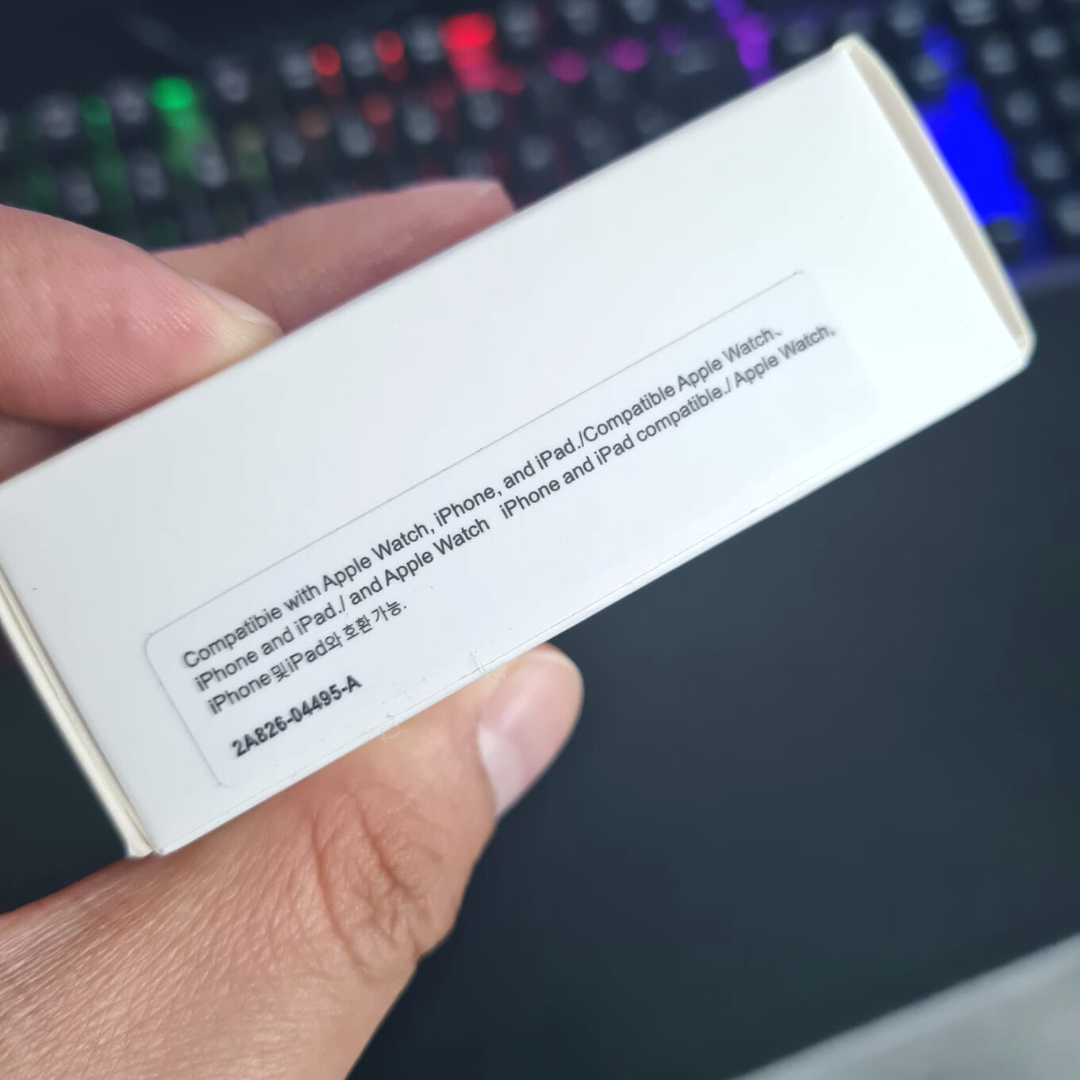 Compatibie with Apple Watch, iPhone, and iPad./Compatible Apple Watch、
iPhone and iPad./ and Apple Watch iPhone and iPad compatible./ Apple Watch,
iPhone 및 iPad와 호환 가능.
2A826-04495-A